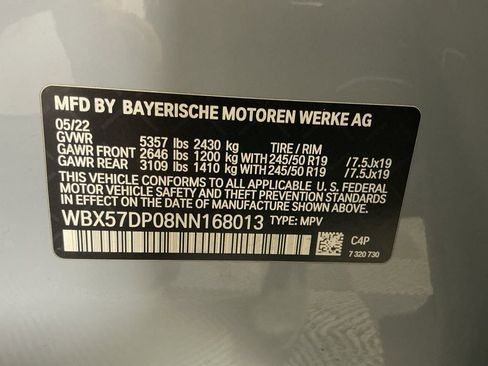 MFD BY BAYERISCHE MOTOREN WERKE AG
05/22
GVWR 5357 lbs 2430 kg TIRE / RIM
GAWR FRONT 2646 lbs 1200 kg WITH 245/50 R19 /7.5Jx19
GAWR REAR 3109 lbs 1410 kg WITH 245/50 R19 /7.5Jx19
THIS VEHICLE CONFORMS TO ALL APPLICABLE U. S. FEDERAL
MOTOR VEHICLE SAFETY AND THEFT PREVENTION STANDARDS
IN EFFECT ON THE DATE OF MANUFACTURE SHOWN ABOVE.
WBX57DP08NN168013 TYPE: MPV
C4P
7 320 730